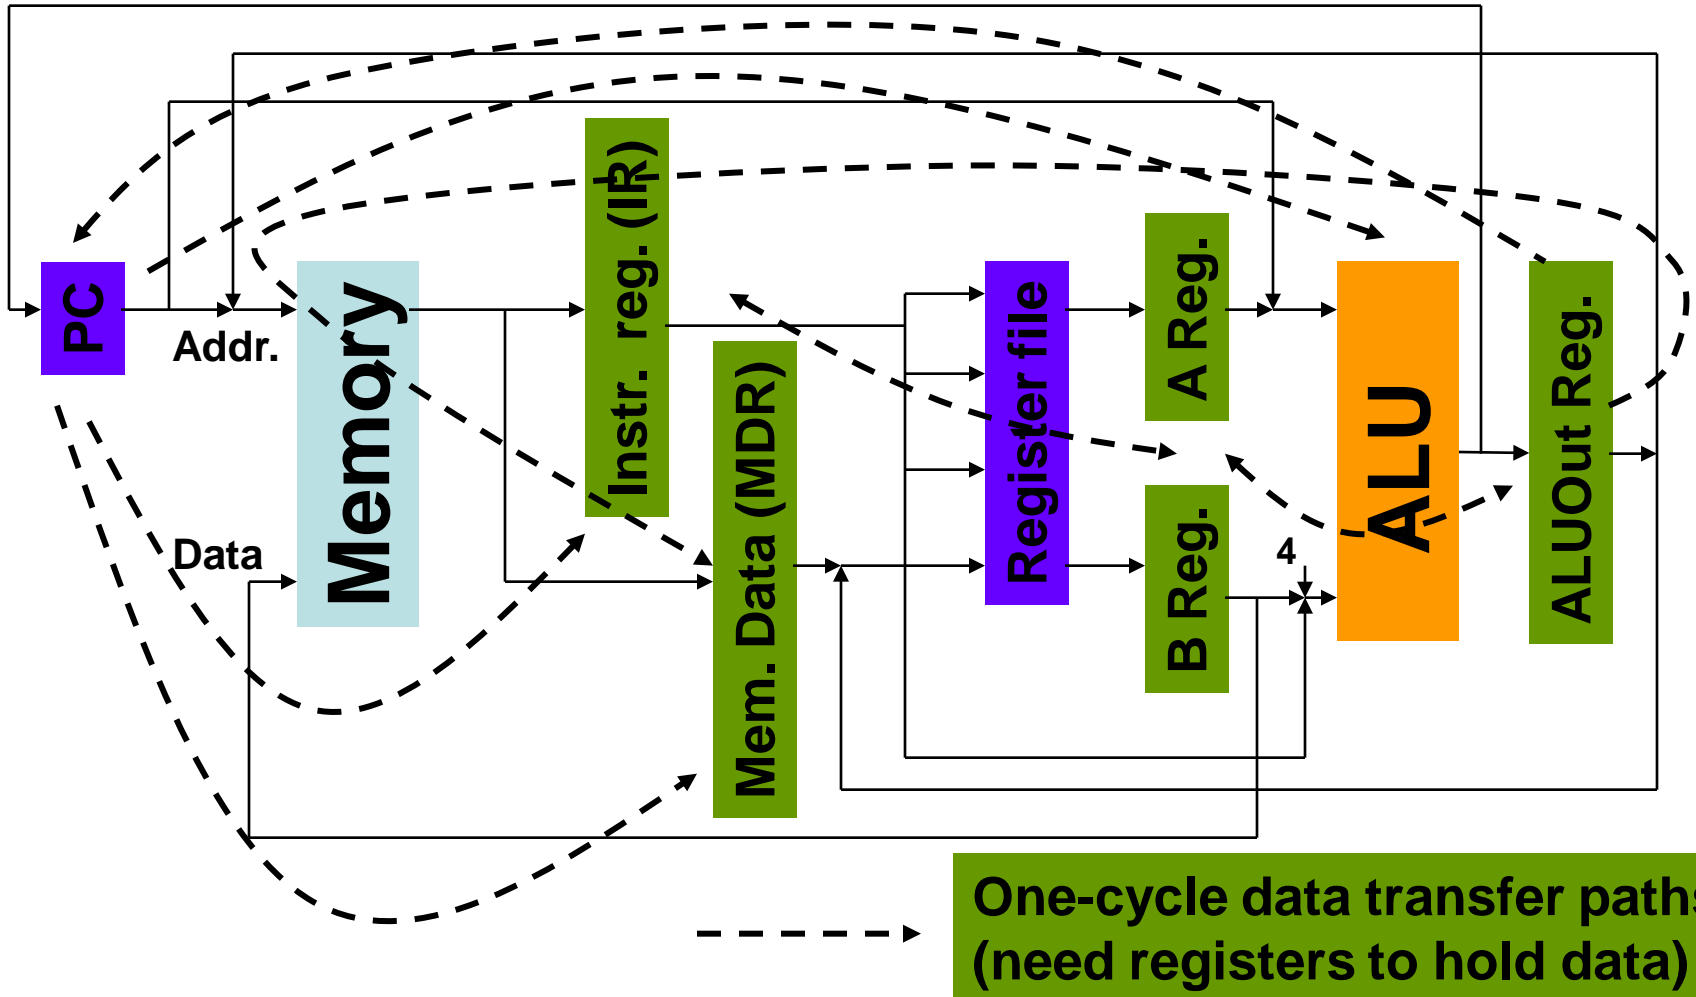 PC
Addr.
Data
Memory
Instr. reg. (IR)
Mem. Data (MDR)
Register file
A Reg.
B Reg.
4
ALU
ALUOut Reg.
One-cycle data transfer paths
(need registers to hold data)